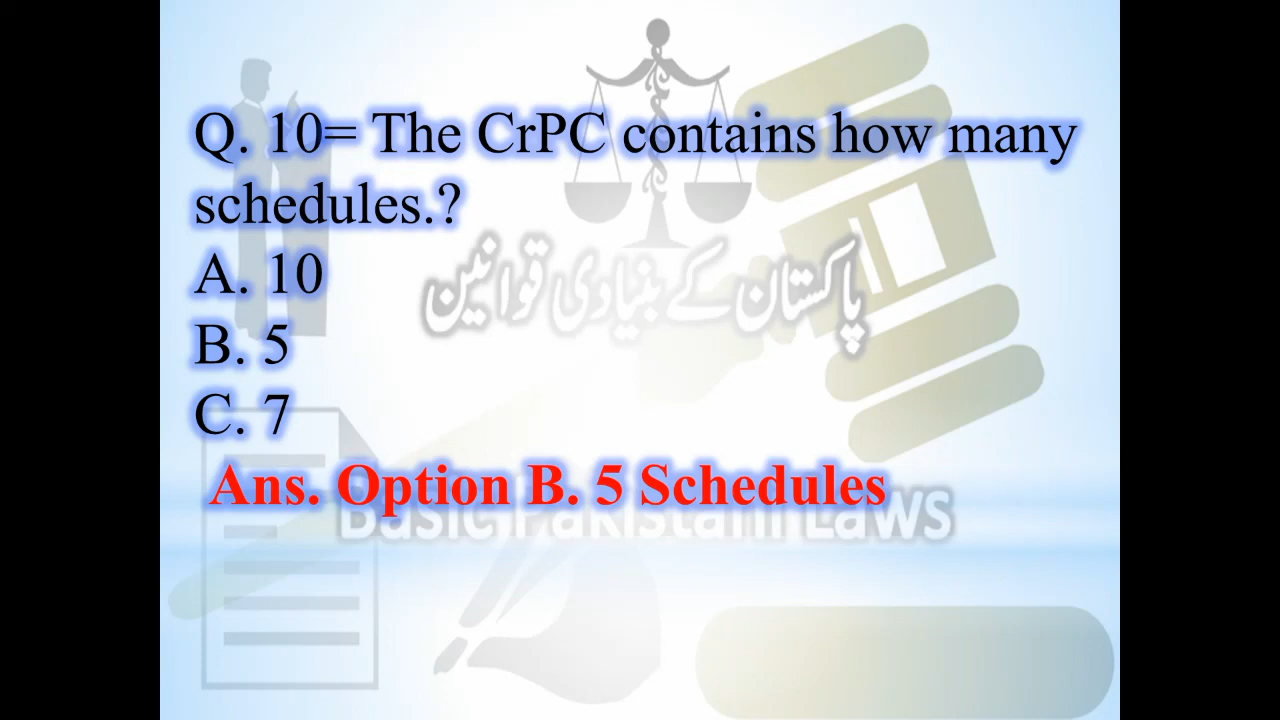 Q. 10= The CrPC contains how many
schedules.?
A. 10
پاکستان کے بنیادی قوانین
B. 5
C. 7
Ans. Option B. 5 Schedules
Basic Pakistani Laws